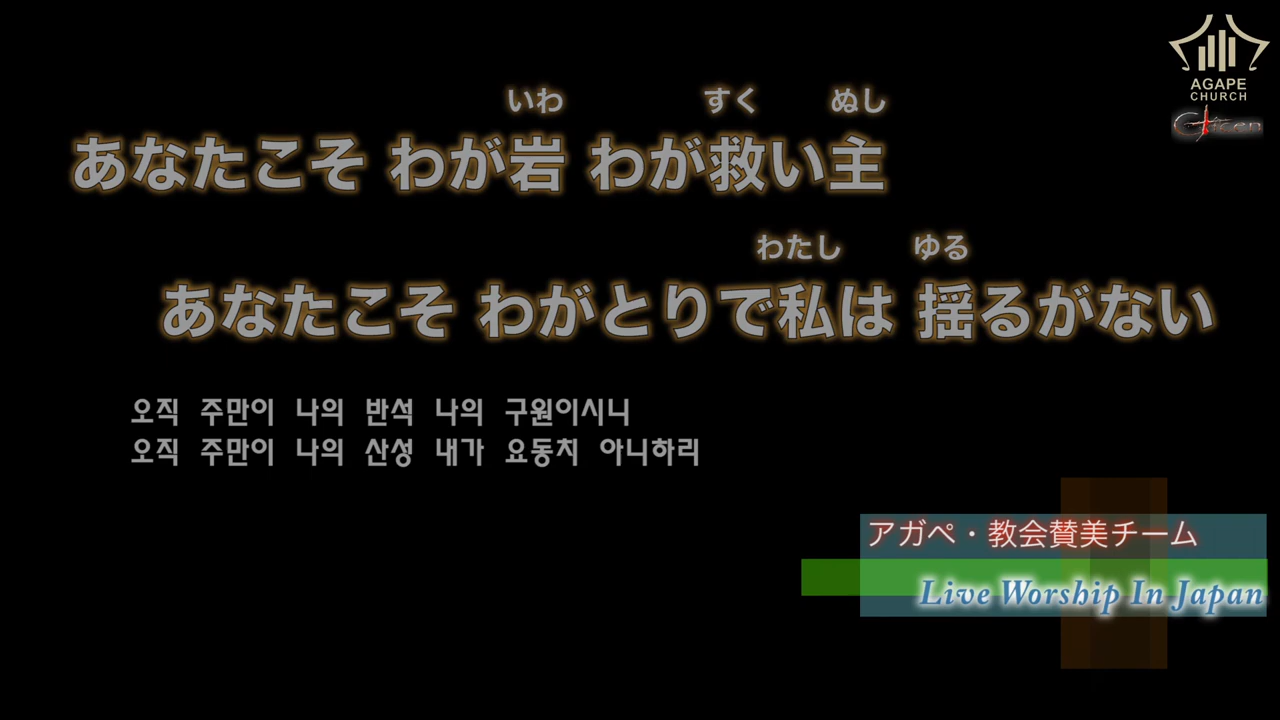 いわ すく ぬし
あなたこそ わが岩 わが救い主
わたし ゆる
あなたこそ わがとりで私は 揺るがない
오직 주만이 나의 반석 나의 구원이시니
오직 주만이 나의 산성 내가 요동치 아니하리
AGAPE
CHURCH
アガペ・教会賛美チーム
Live Worship In Japan